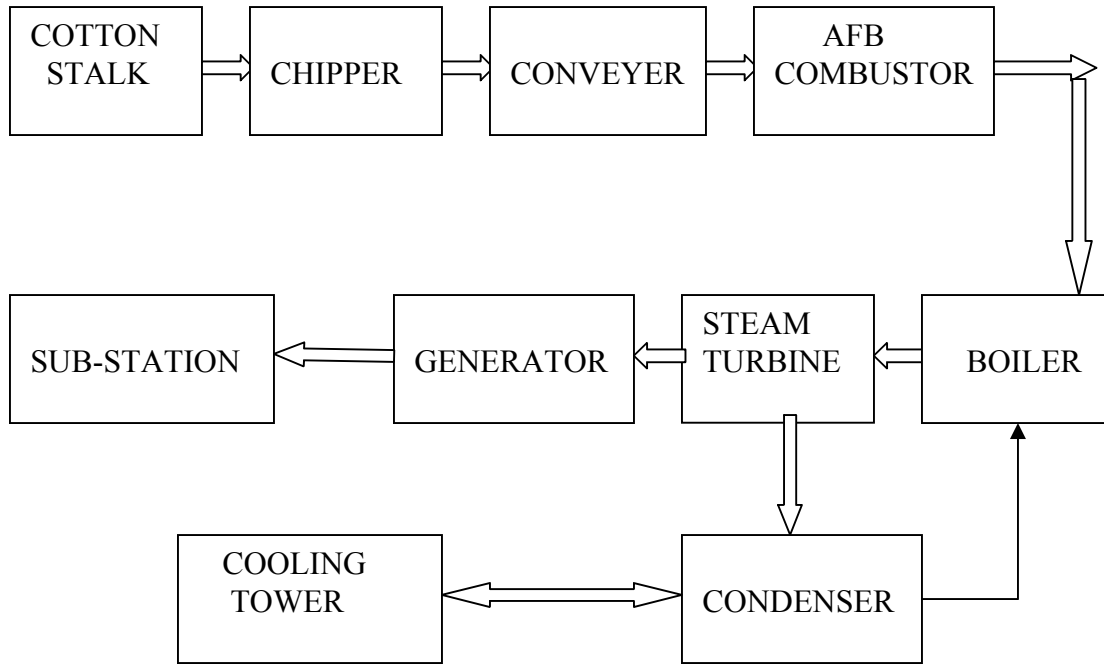 COTTON
STALK
CHIPPER
CONVEYER
AFB
COMBUSTOR
SUB-STATION
GENERATOR
STEAM
TURBINE
BOILER
COOLING
TOWER
CONDENSER